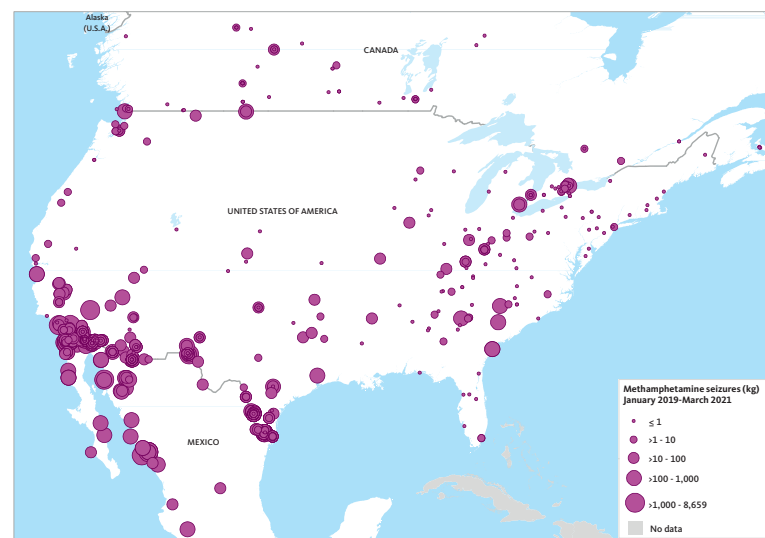 Alaska
(U.S.A.)
CANADA
UNITED STATES OF AMERICA
MEXICO
Methamphetamine seizures (kg)
January 2019-March 2021
≤ 1
>1 - 10
>10 - 100
>100 - 1,000
>1,000 - 8,659
No data